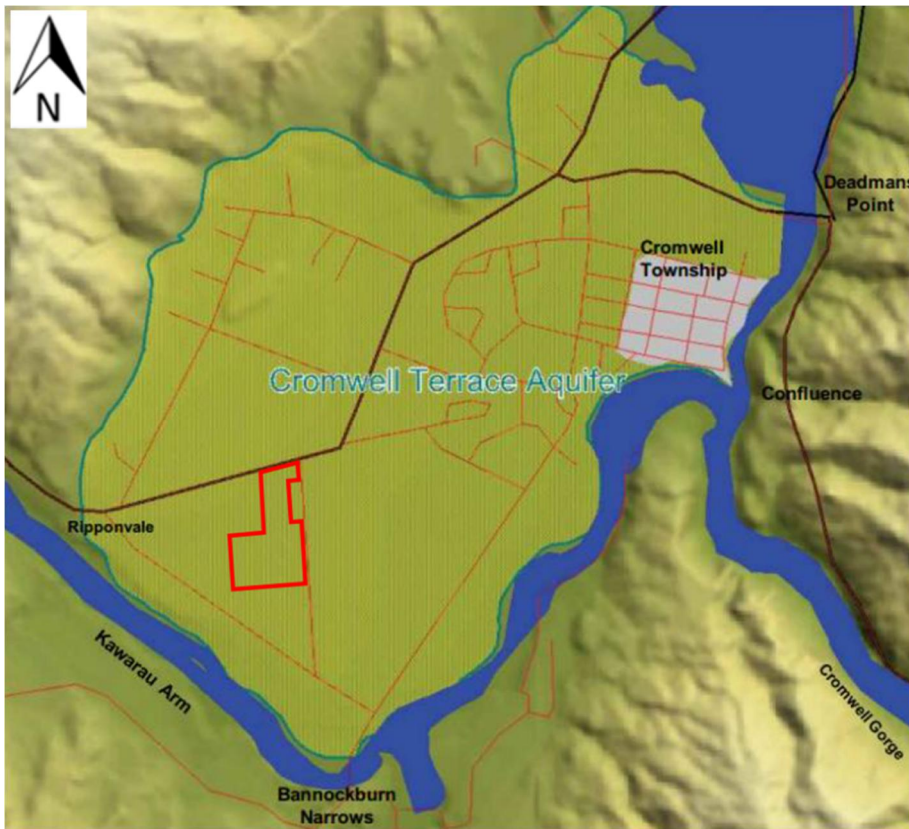 N
Deadmans
Point
Cromwell
Township
Cromwell Terrace Aquifer
Confluence
Ripponvale
Kawarau Arm
Cromwell Gorge
Bannockburn
Narrows